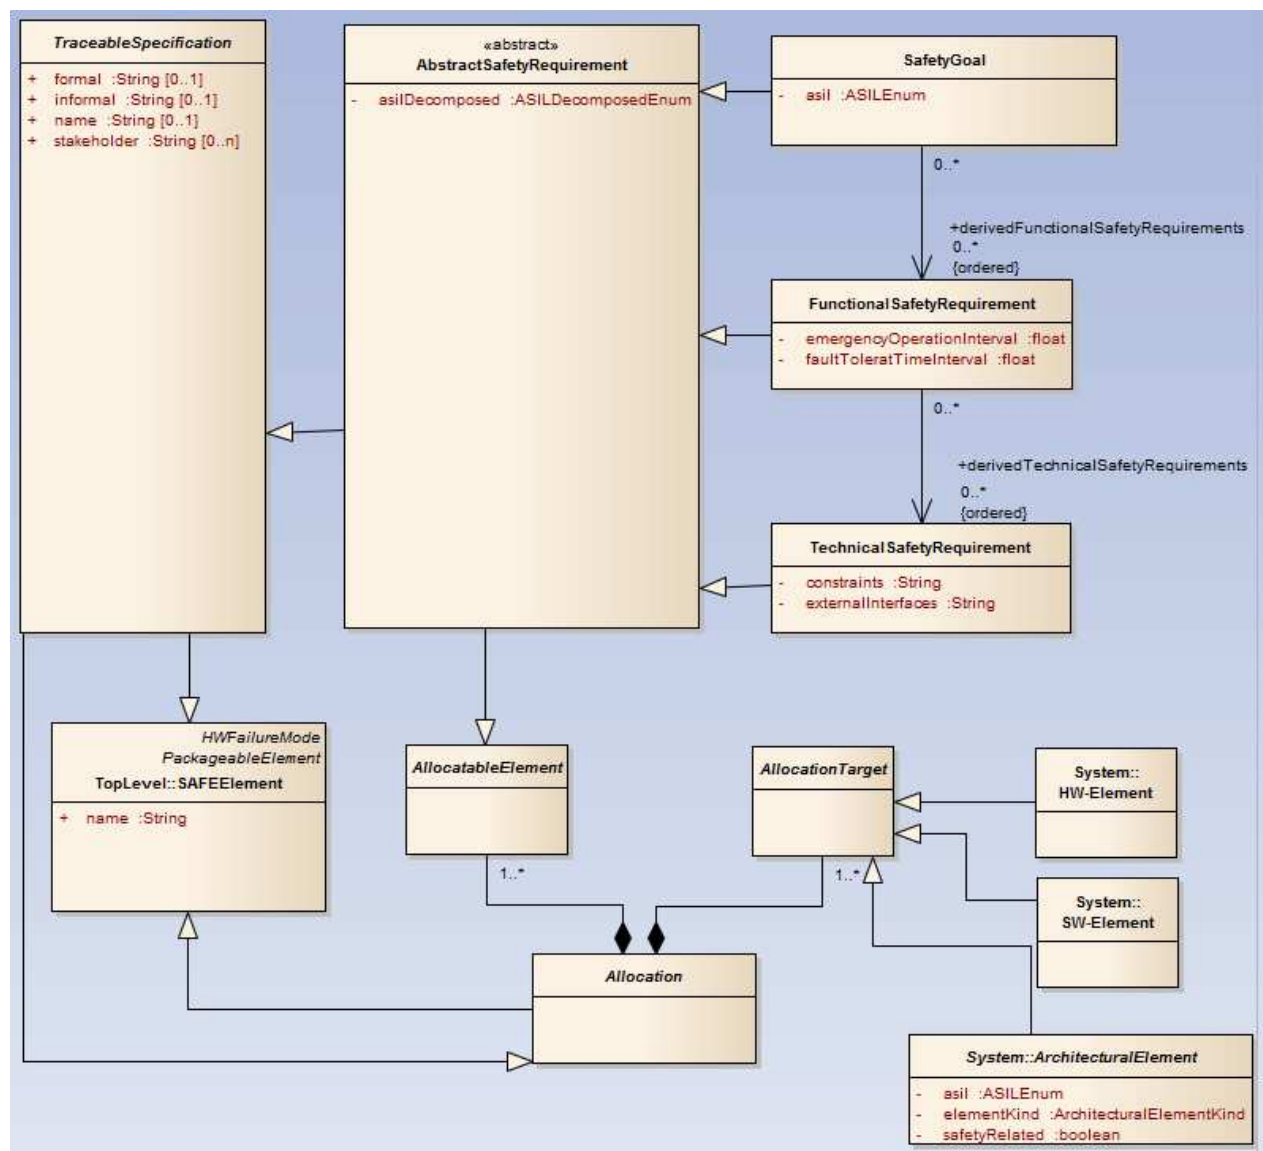 TraceableSpecification
+ formal :String [0..1]
+ informal :String [0..1]
+ name :String [0..1]
+ stakeholder :String [0..n]
«abstract»
AbstractSafetyRequirement
- asilDecomposed :ASILDecomposedEnum
SafetyGoal
- asil :ASILEnum
0..*
+derivedFunctionalSafetyRequirements
0..*
{ordered}
FunctionalSafetyRequirement
- emergencyOperationInterval :float
- faultToleratTimeInterval :float
0..*
+derivedTechnicalSafetyRequirements
0..*
{ordered}
TechnicalSafetyRequirement
- constraints :String
- externalInterfaces :String
HWFailureMode
PackageableElement
TopLevel::SAFEElement
+ name :String
AllocatableElement
1..*
AllocationTarget
1..*
System::
HW-Element
System::
SW-Element
Allocation
System::ArchitecturalElement
- asil :ASILEnum
- elementKind :ArchitecturalElementKind
- safetyRelated :boolean